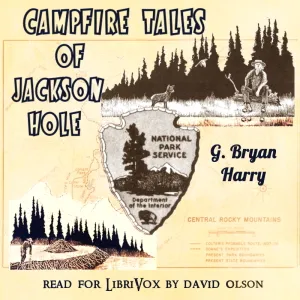 CAMPFIRE TALES
OF
JACKSON
HOLE
NATIONAL
PARK
SERVICE
Department
of the Interior
G. Bryan
Harry
CENTRAL ROCKY MOUNTAINS
READ FOR LIBRIVOX BY DAVID OLSON